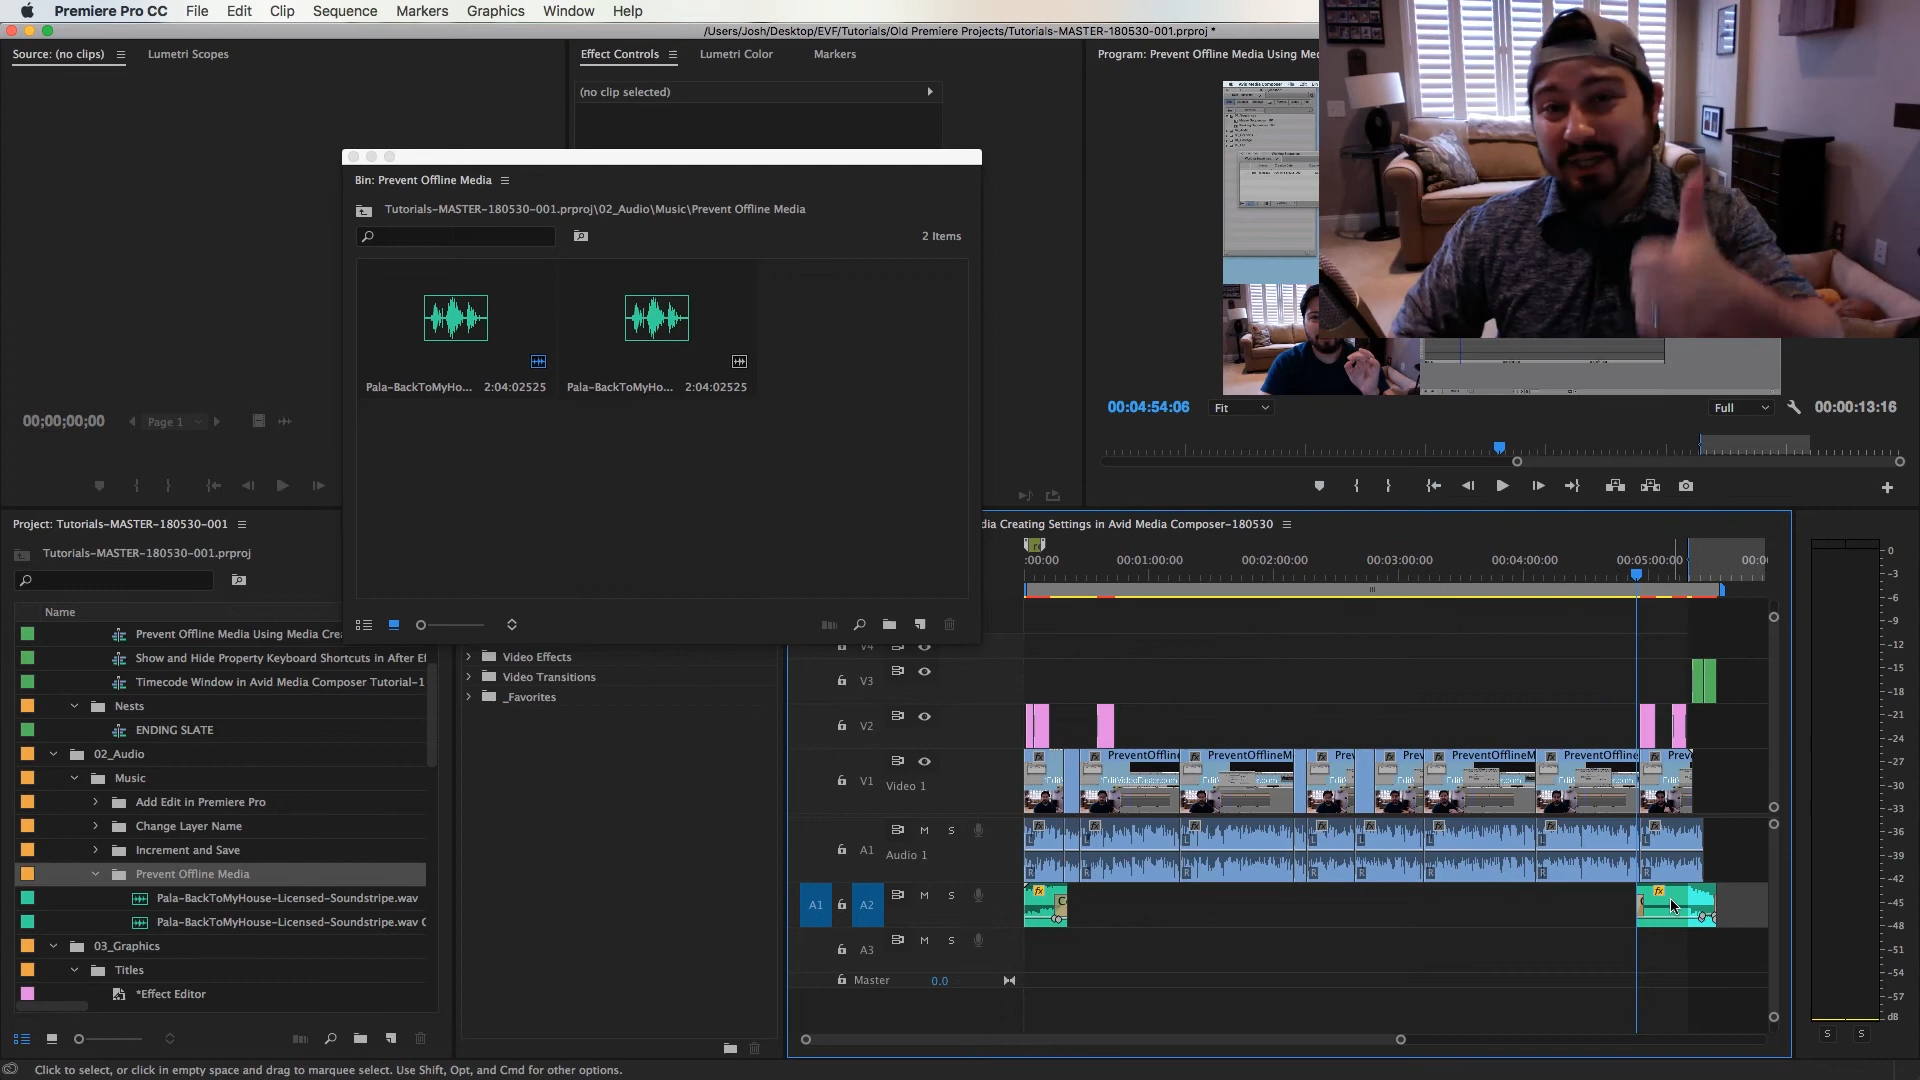 Premiere Pro CC File Edit Clip Sequence Markers Graphics Window Help
/Users/Josh/Desktop/EVF/Tutorials/Old Premiere Projects/Tutorials-MASTER-180530-001.prproj *
Source: (no clips) Lumetri Scopes
Effect Controls Lumetri Color Markers
Program: Prevent Offline Media Using Me
(no clip selected)
Bin: Prevent Offline Media
Tutorials-MASTER-180530-001.prproj\02_Audio\Music\Prevent Offline Media
2 Items
Pala-BackToMyHo... 2:04:02525 Pala-BackToMyHo... 2:04:02525
00;00;00;00 Page 1
00:04:54:06 Fit Full 00:00:13:16
Project: Tutorials-MASTER-180530-001
Tutorials-MASTER-180530-001.prproj
Name
Prevent Offline Media Using Media Cre
Show and Hide Property Keyboard Shortcuts in After Ef
Timecode Window in Avid Media Composer Tutorial-1
Nests
ENDING SLATE
02_Audio
Music
Add Edit in Premiere Pro
Change Layer Name
Increment and Save
Prevent Offline Media
Pala-BackToMyHouse-Licensed-Soundstripe.wav
Pala-BackToMyHouse-Licensed-Soundstripe.wav C
03_Graphics
Titles
*Effect Editor
Video Effects
Video Transitions
_Favorites
dia Creating Settings in Avid Media Composer-180530
:00:00 00:01:00:00 00:02:00:00 00:03:00:00 00:04:00:00 00:05:00:00 00:0
V4
V3
V2
V1 Video 1
PreventOffline PreventOfflineM Prev Prev PreventOfflineM PreventOffline Prev
A1 M S
Audio 1
A1 A2 M S
A3 M S
Master 0.0
0
-3
-6
-9
-12
-15
-18
-21
-24
-27
-30
-33
-36
-39
-42
-45
-48
-51
-54
-57
dB
S S
Click to select, or click in empty space and drag to marquee select. Use Shift, Opt, and Cmd for other options.